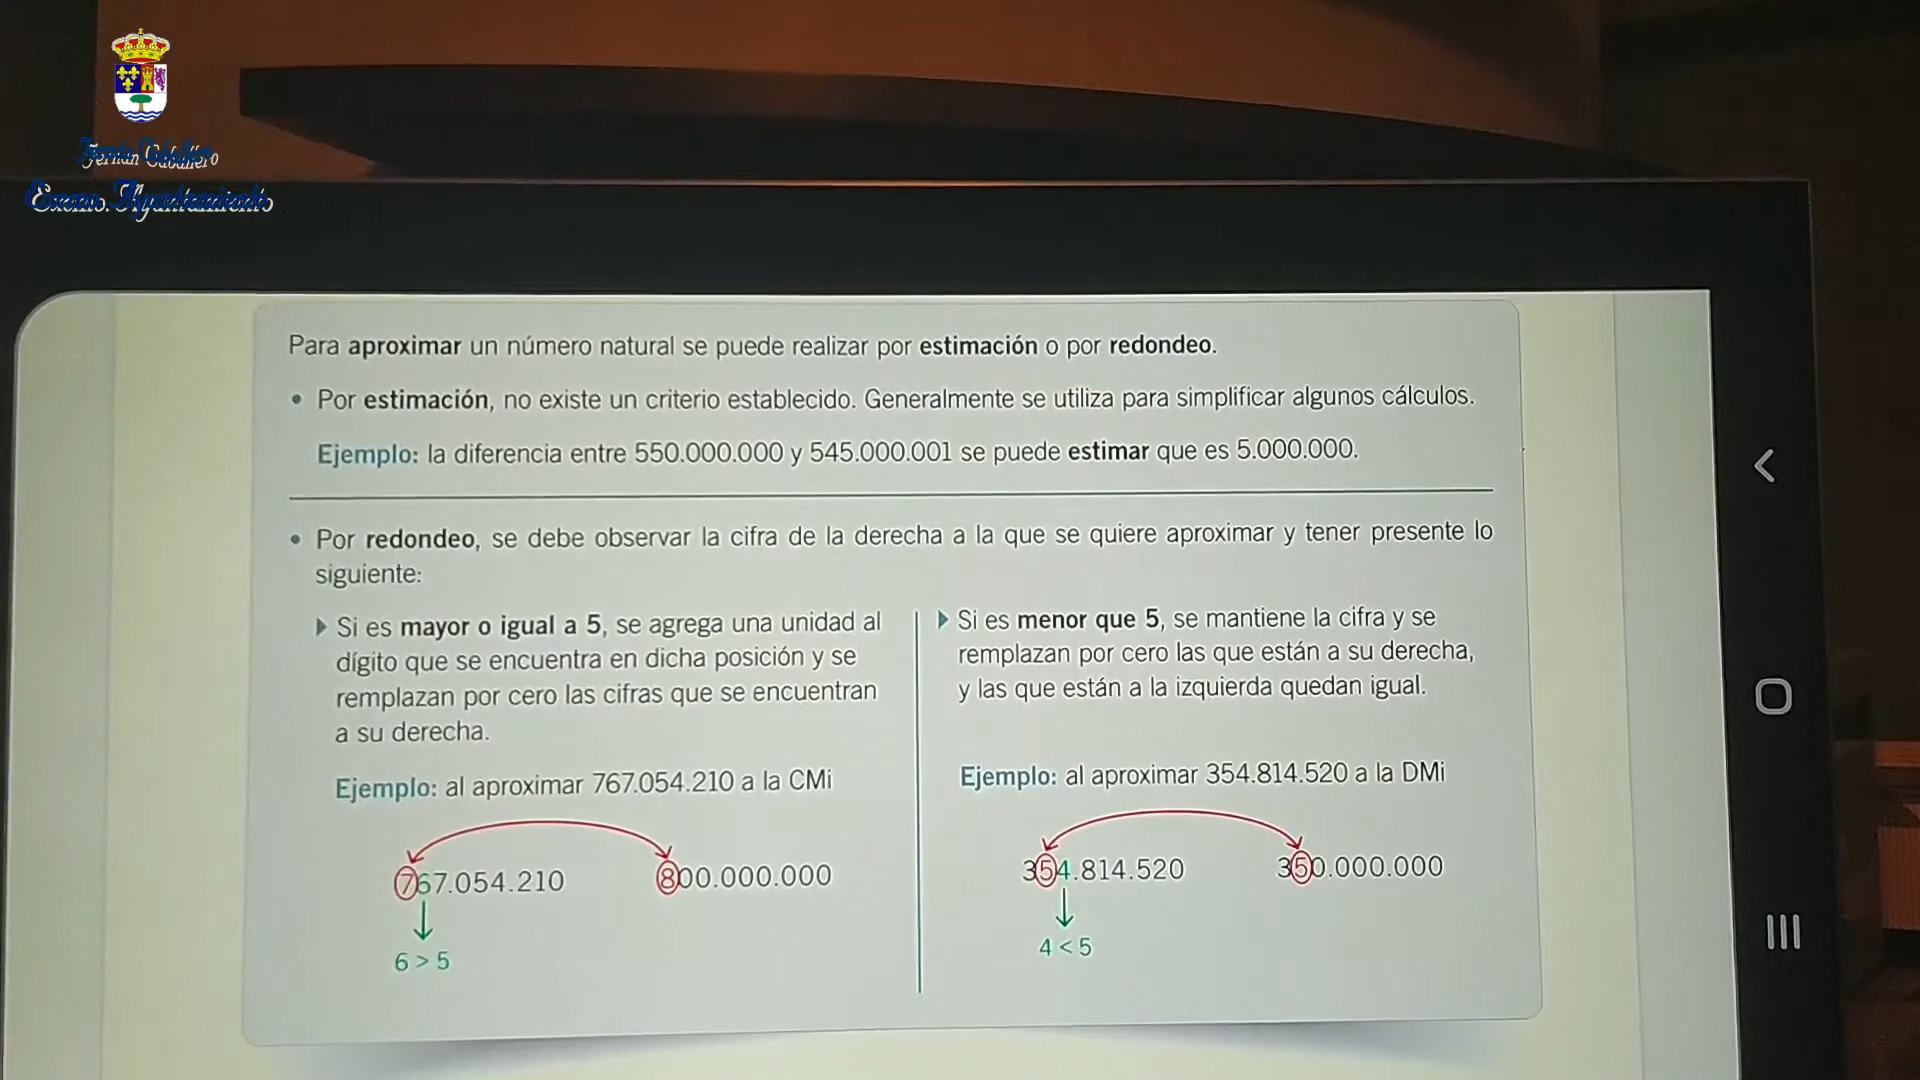 Fernán Caballero
Excmo. Ayuntamiento
Para aproximar un número natural se puede realizar por estimación o por redondeo.
• Por estimación, no existe un criterio establecido. Generalmente se utiliza para simplificar algunos cálculos.
Ejemplo: la diferencia entre 550.000.000 y 545.000.001 se puede estimar que es 5.000.000.
• Por redondeo, se debe observar la cifra de la derecha a la que se quiere aproximar y tener presente lo
siguiente:
Si es mayor o igual a 5, se agrega una unidad al
dígito que se encuentra en dicha posición y se
remplazan por cero las cifras que se encuentran
a su derecha.
Ejemplo: al aproximar 767.054.210 a la CMi
767.054.210 800.000.000
6 > 5
Si es menor que 5, se mantiene la cifra y se
remplazan por cero las que están a su derecha,
y las que están a la izquierda quedan igual.
Ejemplo: al aproximar 354.814.520 a la DMi
354.814.520 350.000.000
4 < 5